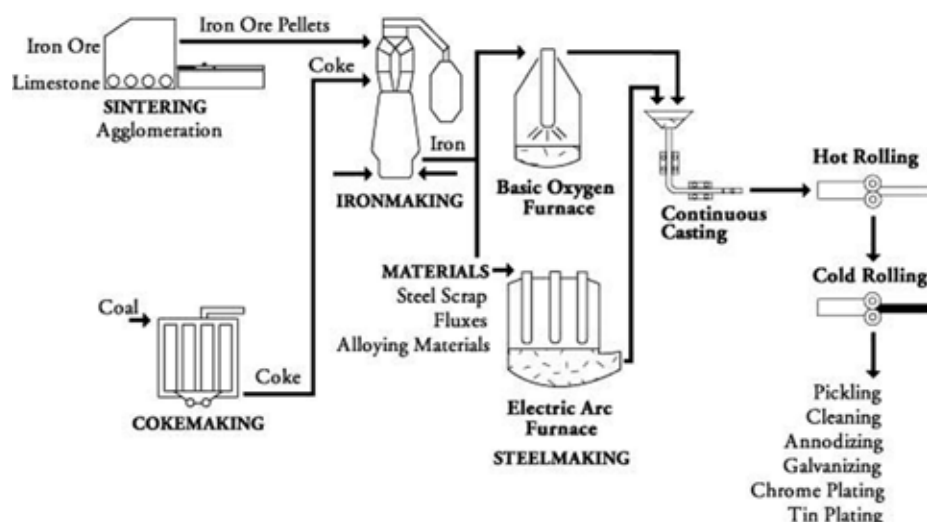 Iron Ore Pellets
Iron Ore
Coke
Limestone
SINTERING
Agglomeration
Iron
IRONMAKING
Basic Oxygen
Furnace
Hot Rolling
Continuous
Casting
MATERIALS
Steel Scrap
Fluxes
Alloying Materials
Cold Rolling
Coal
Coke
COKEMAKING
Electric Arc
Furnace
STEELMAKING
Pickling
Cleaning
Annodizing
Galvanizing
Chrome Plating
Tin Plating